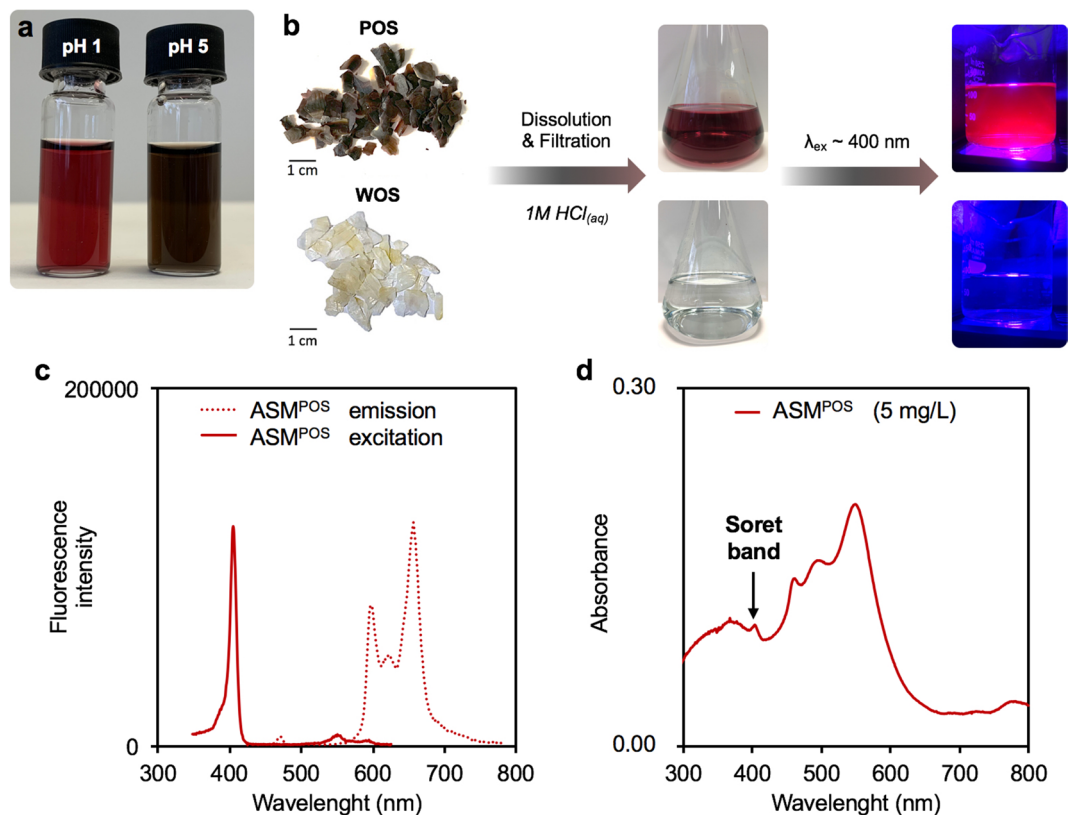 a
pH 1
pH 5
b
POS
1 cm
WOS
1 cm
Dissolution
& Filtration
1M HCl(aq)
λex ~ 400 nm
c
200000
ASMPOS emission
ASMPOS excitation
Fluorescence
intensity
0
300 400 500 600 700 800
Wavelenght (nm)
d
0.30
ASMPOS (5 mg/L)
Soret
band
Absorbance
0.00
300 400 500 600 700 800
Wavelenght (nm)